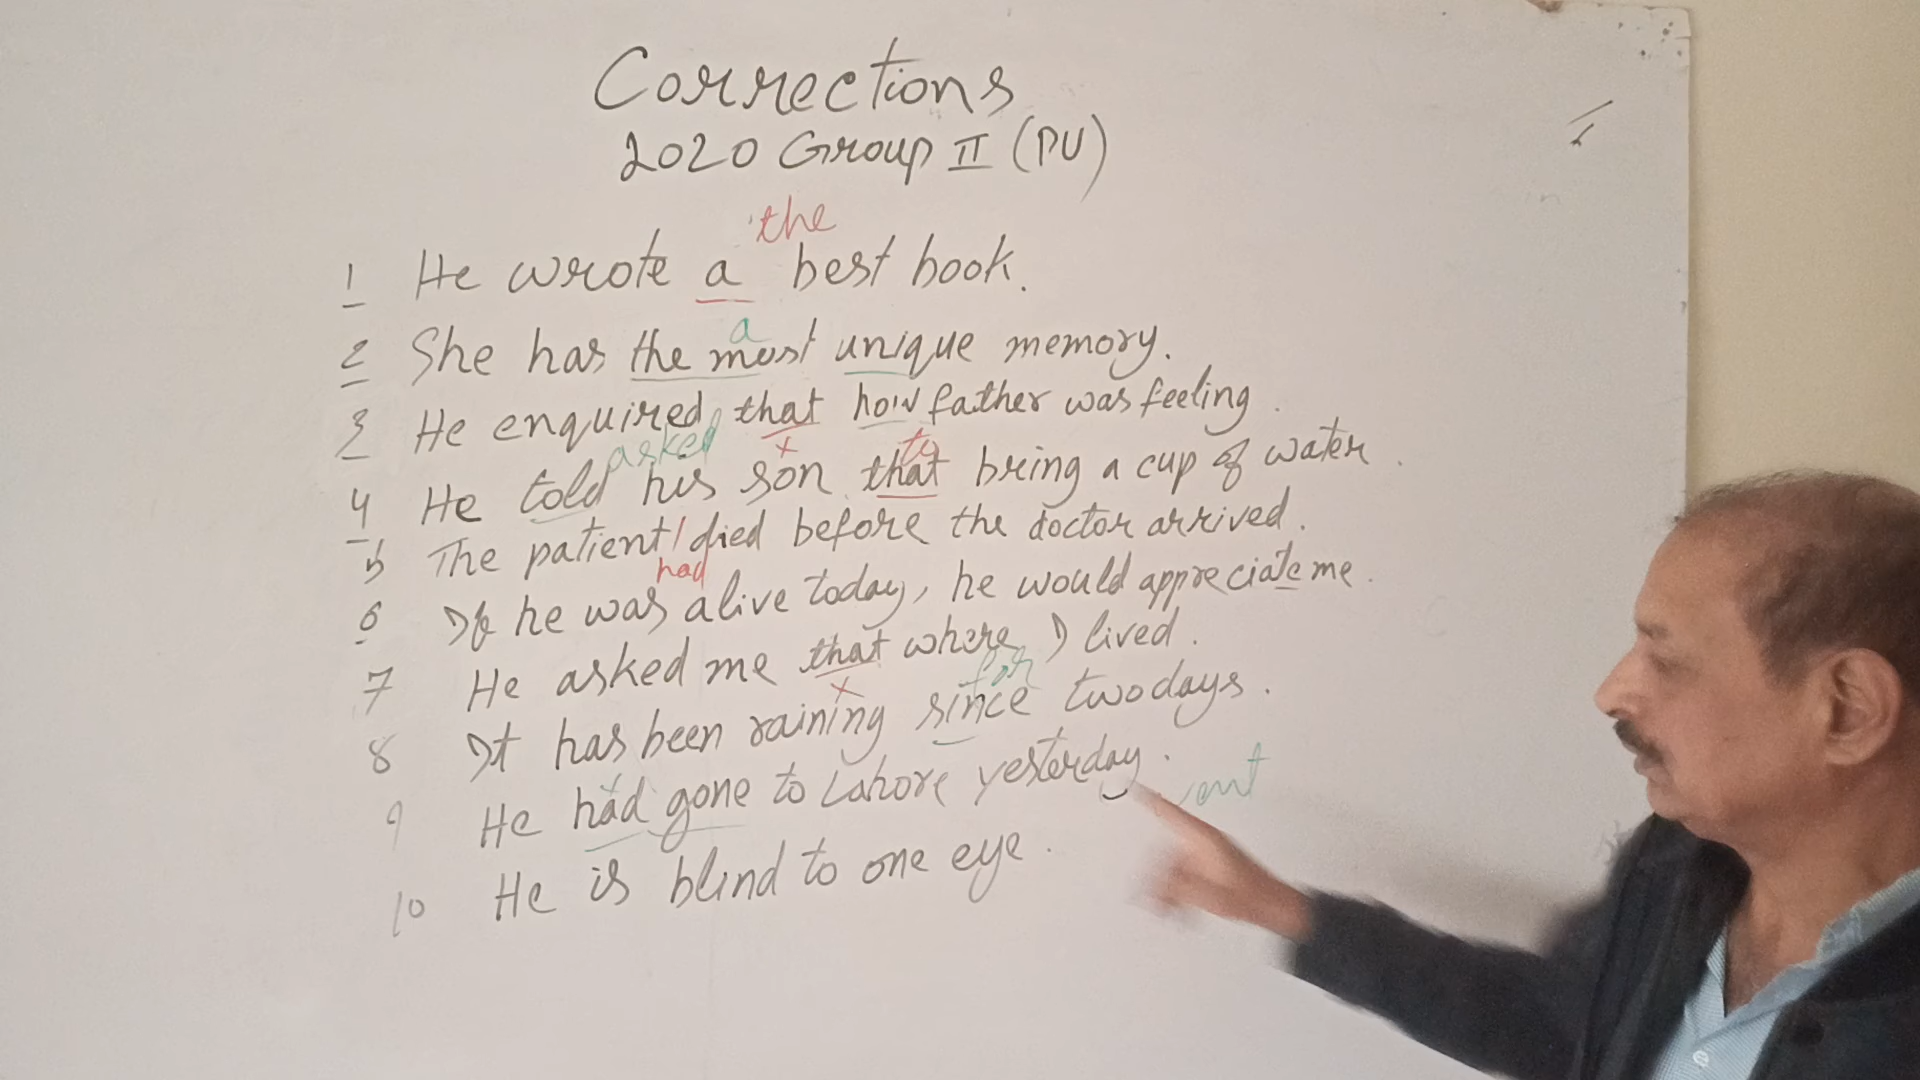 Corrections
2020 Group II (PU)
the
1 He wrote a best book.
a
2 She has the most unique memory.
3 He enquired that how father was feeling.
asked x to
4 He told his son that bring a cup of water.
5 The patient / died before the doctor arrived.
had
6 If he was alive today, he would appreciate me.
7 He asked me that where I lived.
x for
8 It has been raining since two days.
9 He had gone to Lahore yesterday.
10 He is blind to one eye.